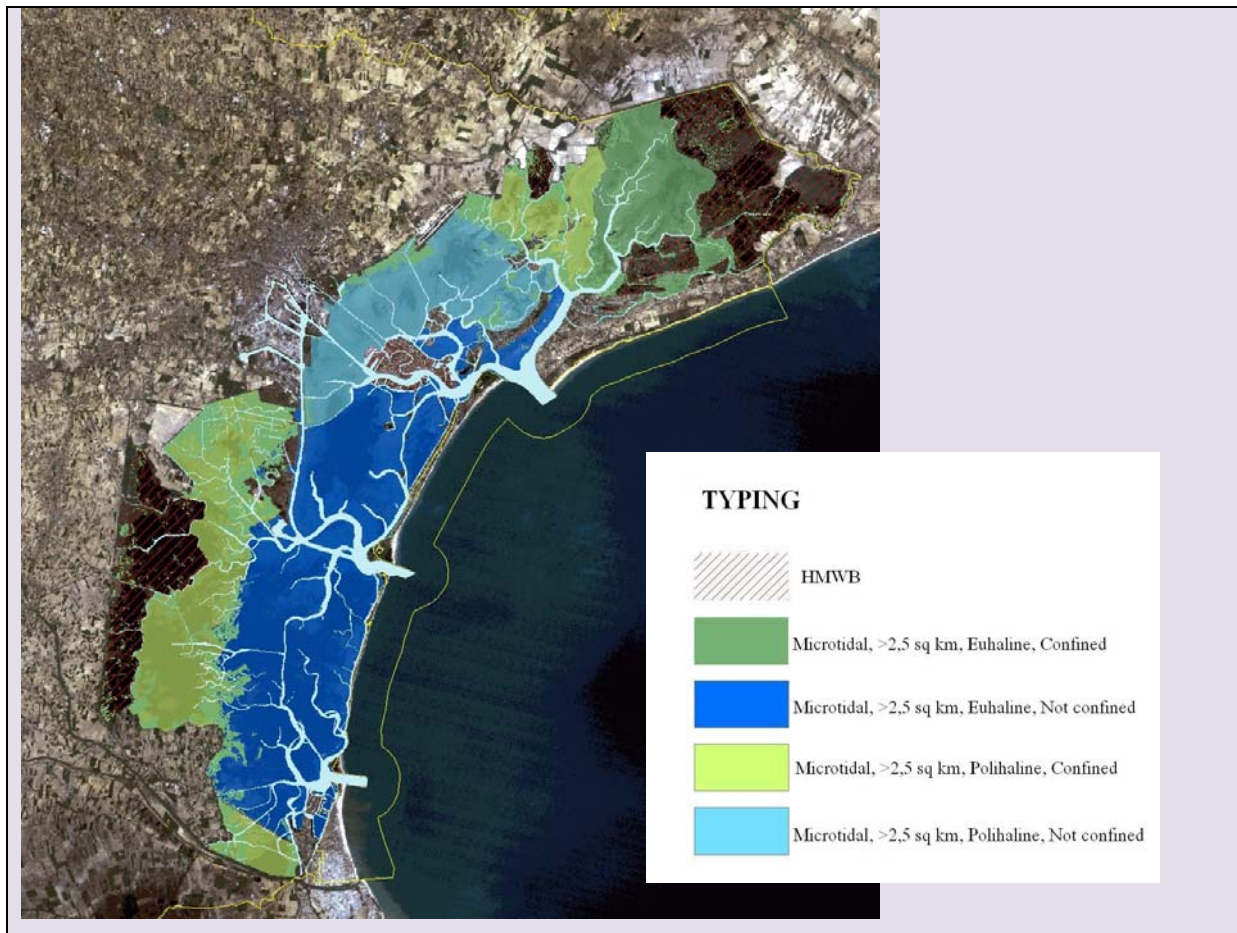 TYPING
HMWB
Microtidal, >2,5 sq km, Euhaline, Confined
Microtidal, >2,5 sq km, Euhaline, Not confined
Microtidal, >2,5 sq km, Polihaline, Confined
Microtidal, >2,5 sq km, Polihaline, Not confined